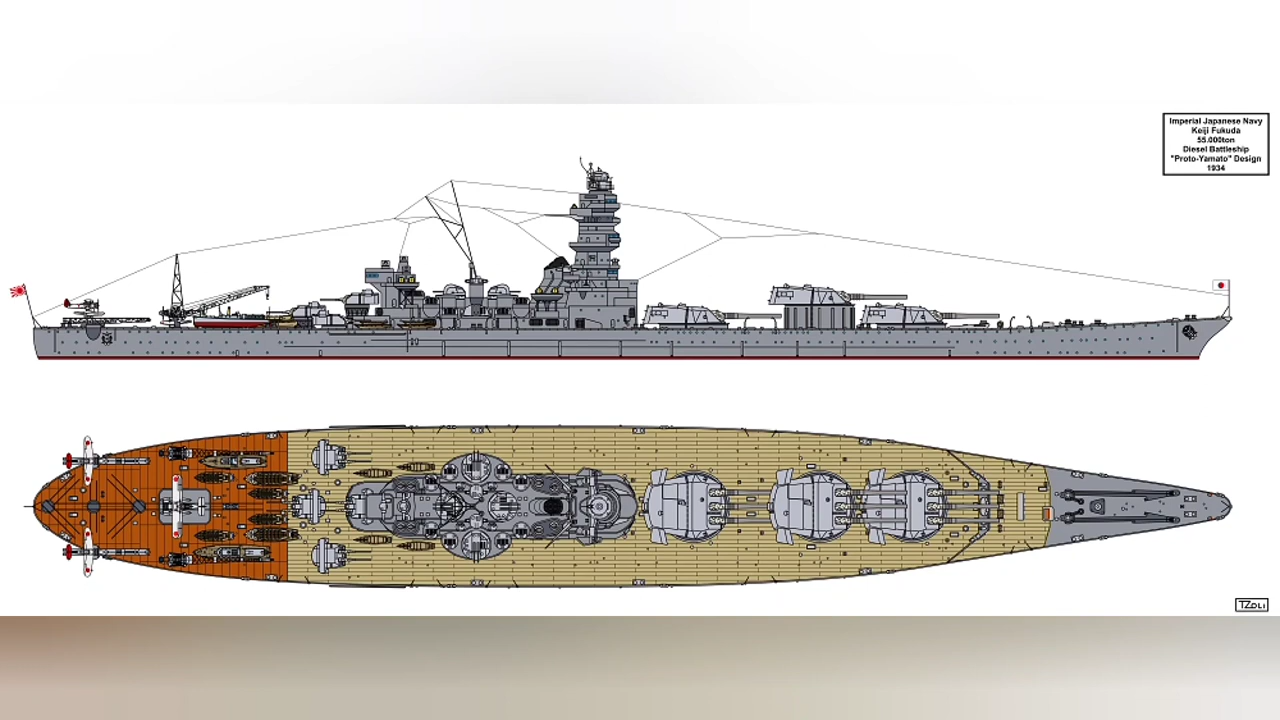 Imperial Japanese Navy
Keiji Fukuda
55.000ton
Diesel Battleship
"Proto-Yamato" Design
1934
TZoli